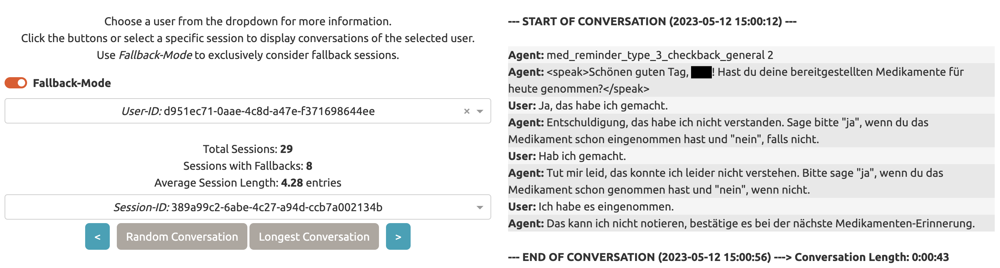 Choose a user from the dropdown for more information.
Click the buttons or select a specific session to display conversations of the selected user.
Use Fallback-Mode to exclusively consider fallback sessions.
Fallback-Mode
User-ID: d951ec71-0aae-4c8d-a47e-f371698644ee
×
Total Sessions: 29
Sessions with Fallbacks: 8
Average Session Length: 4.28 entries
Session-ID: 389a99c2-6abe-4c27-a94d-ccb7a002134b
<
Random Conversation
Longest Conversation
>
--- START OF CONVERSATION (2023-05-12 15:00:12) ---
Agent: med_reminder_type_3_checkback_general 2
Agent: <speak>Schönen guten Tag, ! Hast du deine bereitgestellten Medikamente für
heute genommen?</speak>
User: Ja, das habe ich gemacht.
Agent: Entschuldigung, das habe ich nicht verstanden. Sage bitte "ja", wenn du das
Medikament schon eingenommen hast und "nein", falls nicht.
User: Hab ich gemacht.
Agent: Tut mir leid, das konnte ich leider nicht verstehen. Bitte sage "ja", wenn du das
Medikament schon genommen hast und "nein", wenn nicht.
User: Ich habe es eingenommen.
Agent: Das kann ich nicht notieren, bestätige es bei der nächste Medikamenten-Erinnerung.
--- END OF CONVERSATION (2023-05-12 15:00:56) ---> Conversation Length: 0:00:43